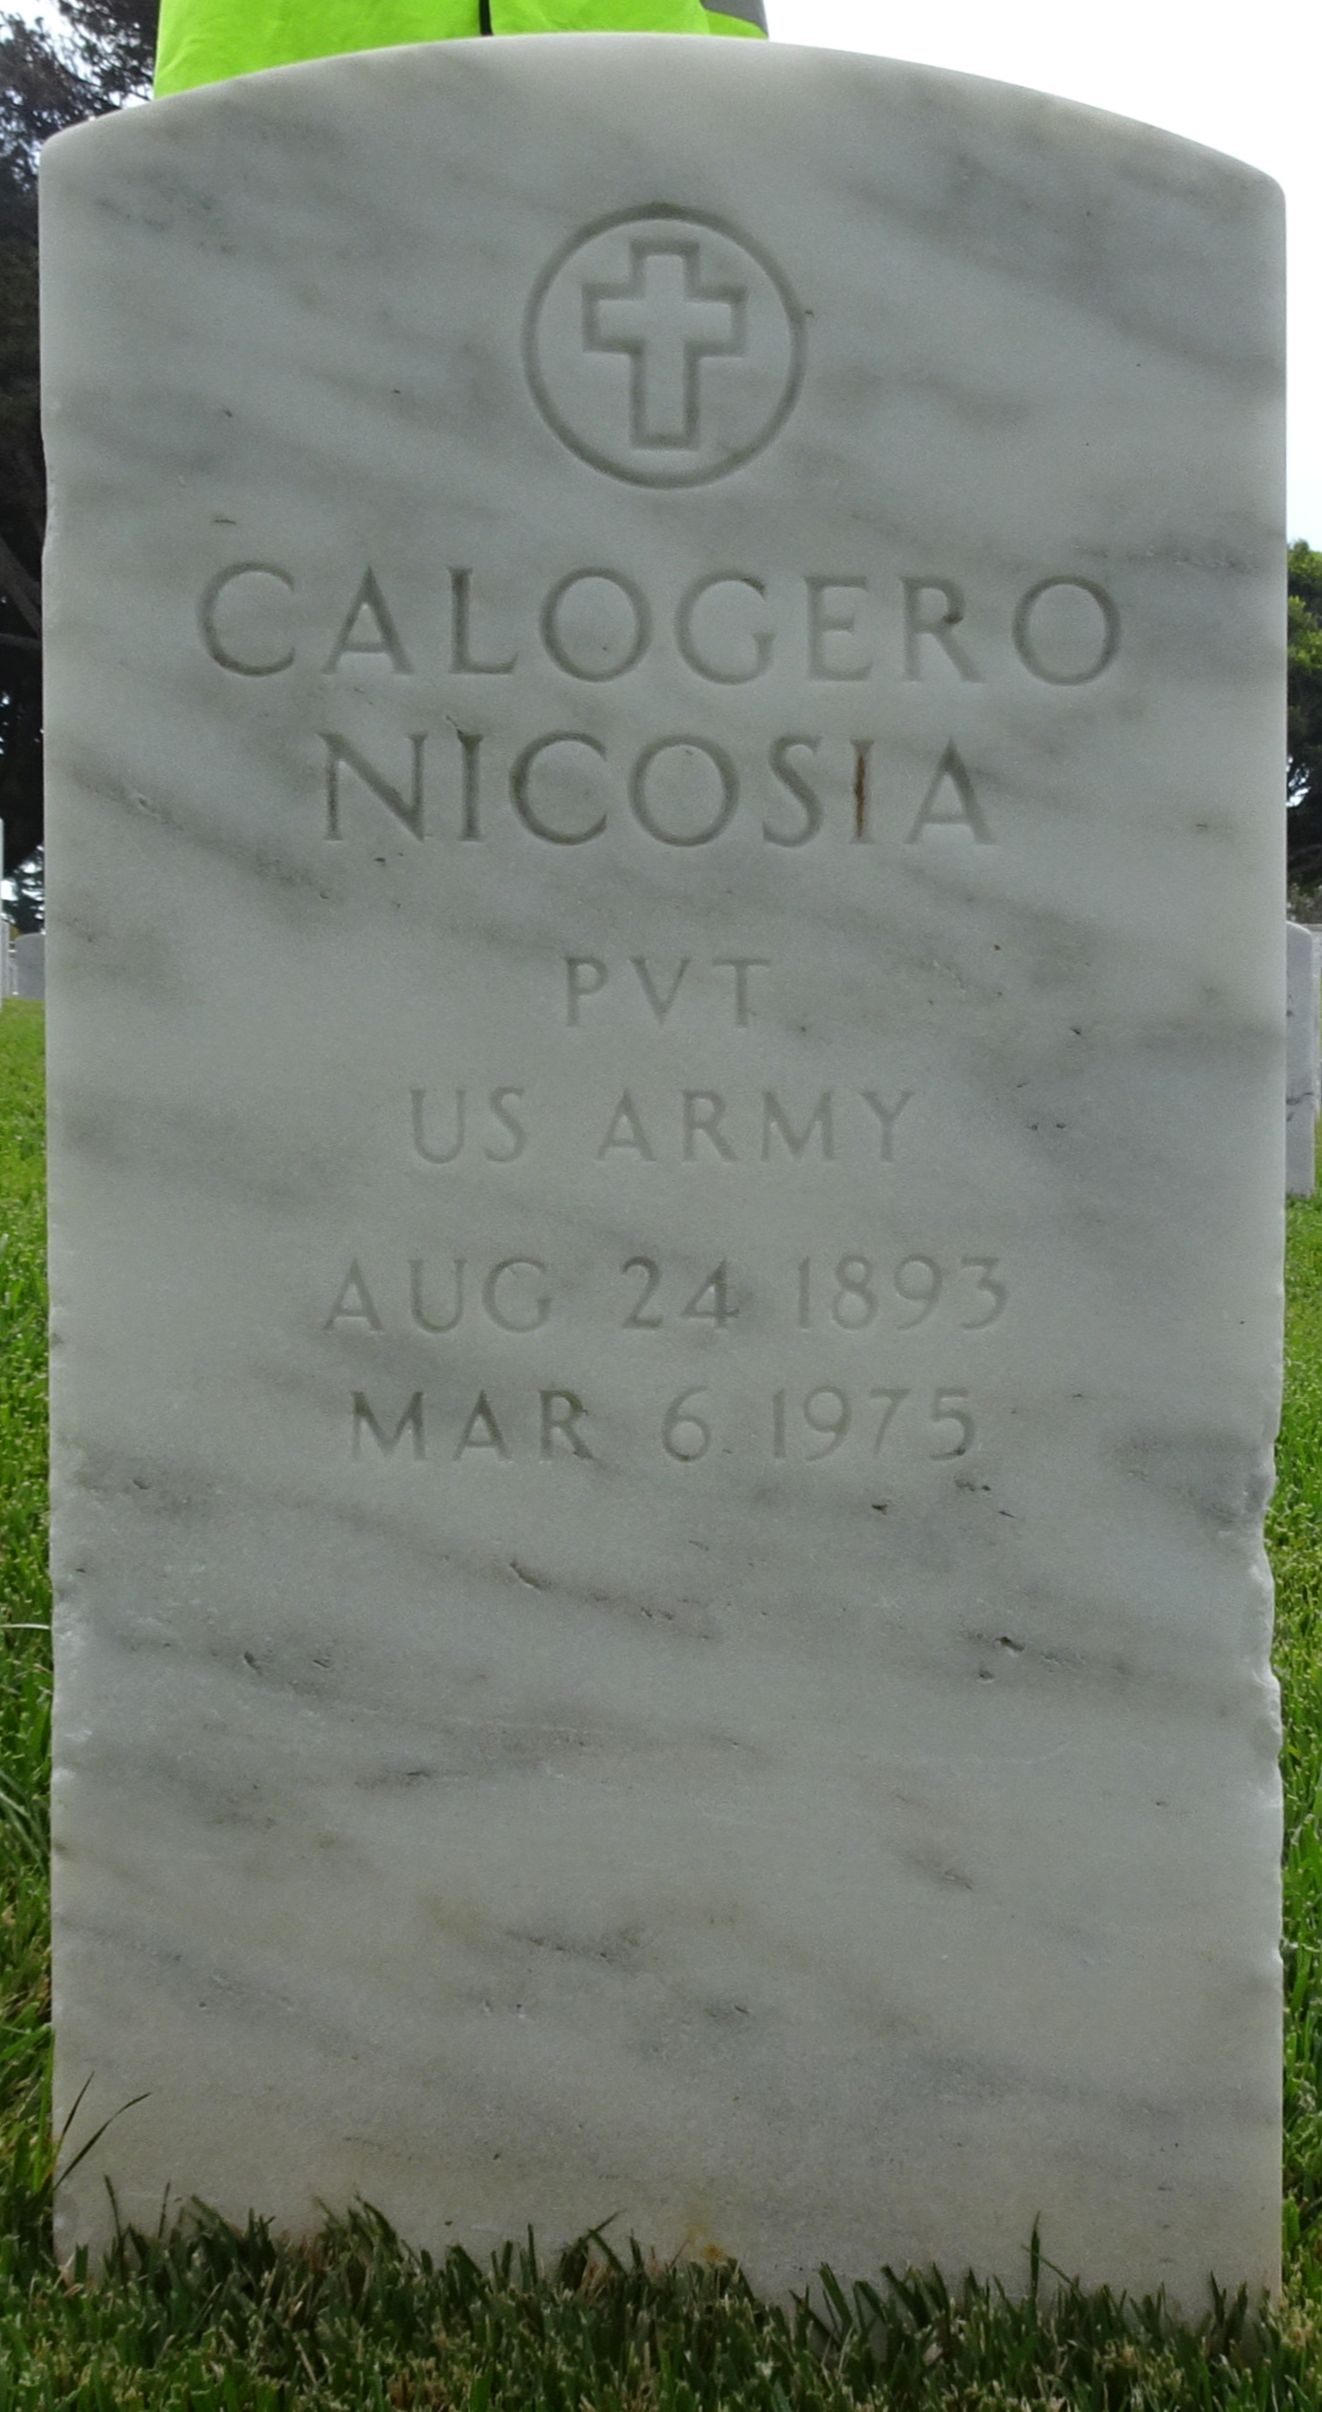 CALOGERO
NICOSIA
PVT
US ARMY
AUG 24 1893
MAR 6 1975